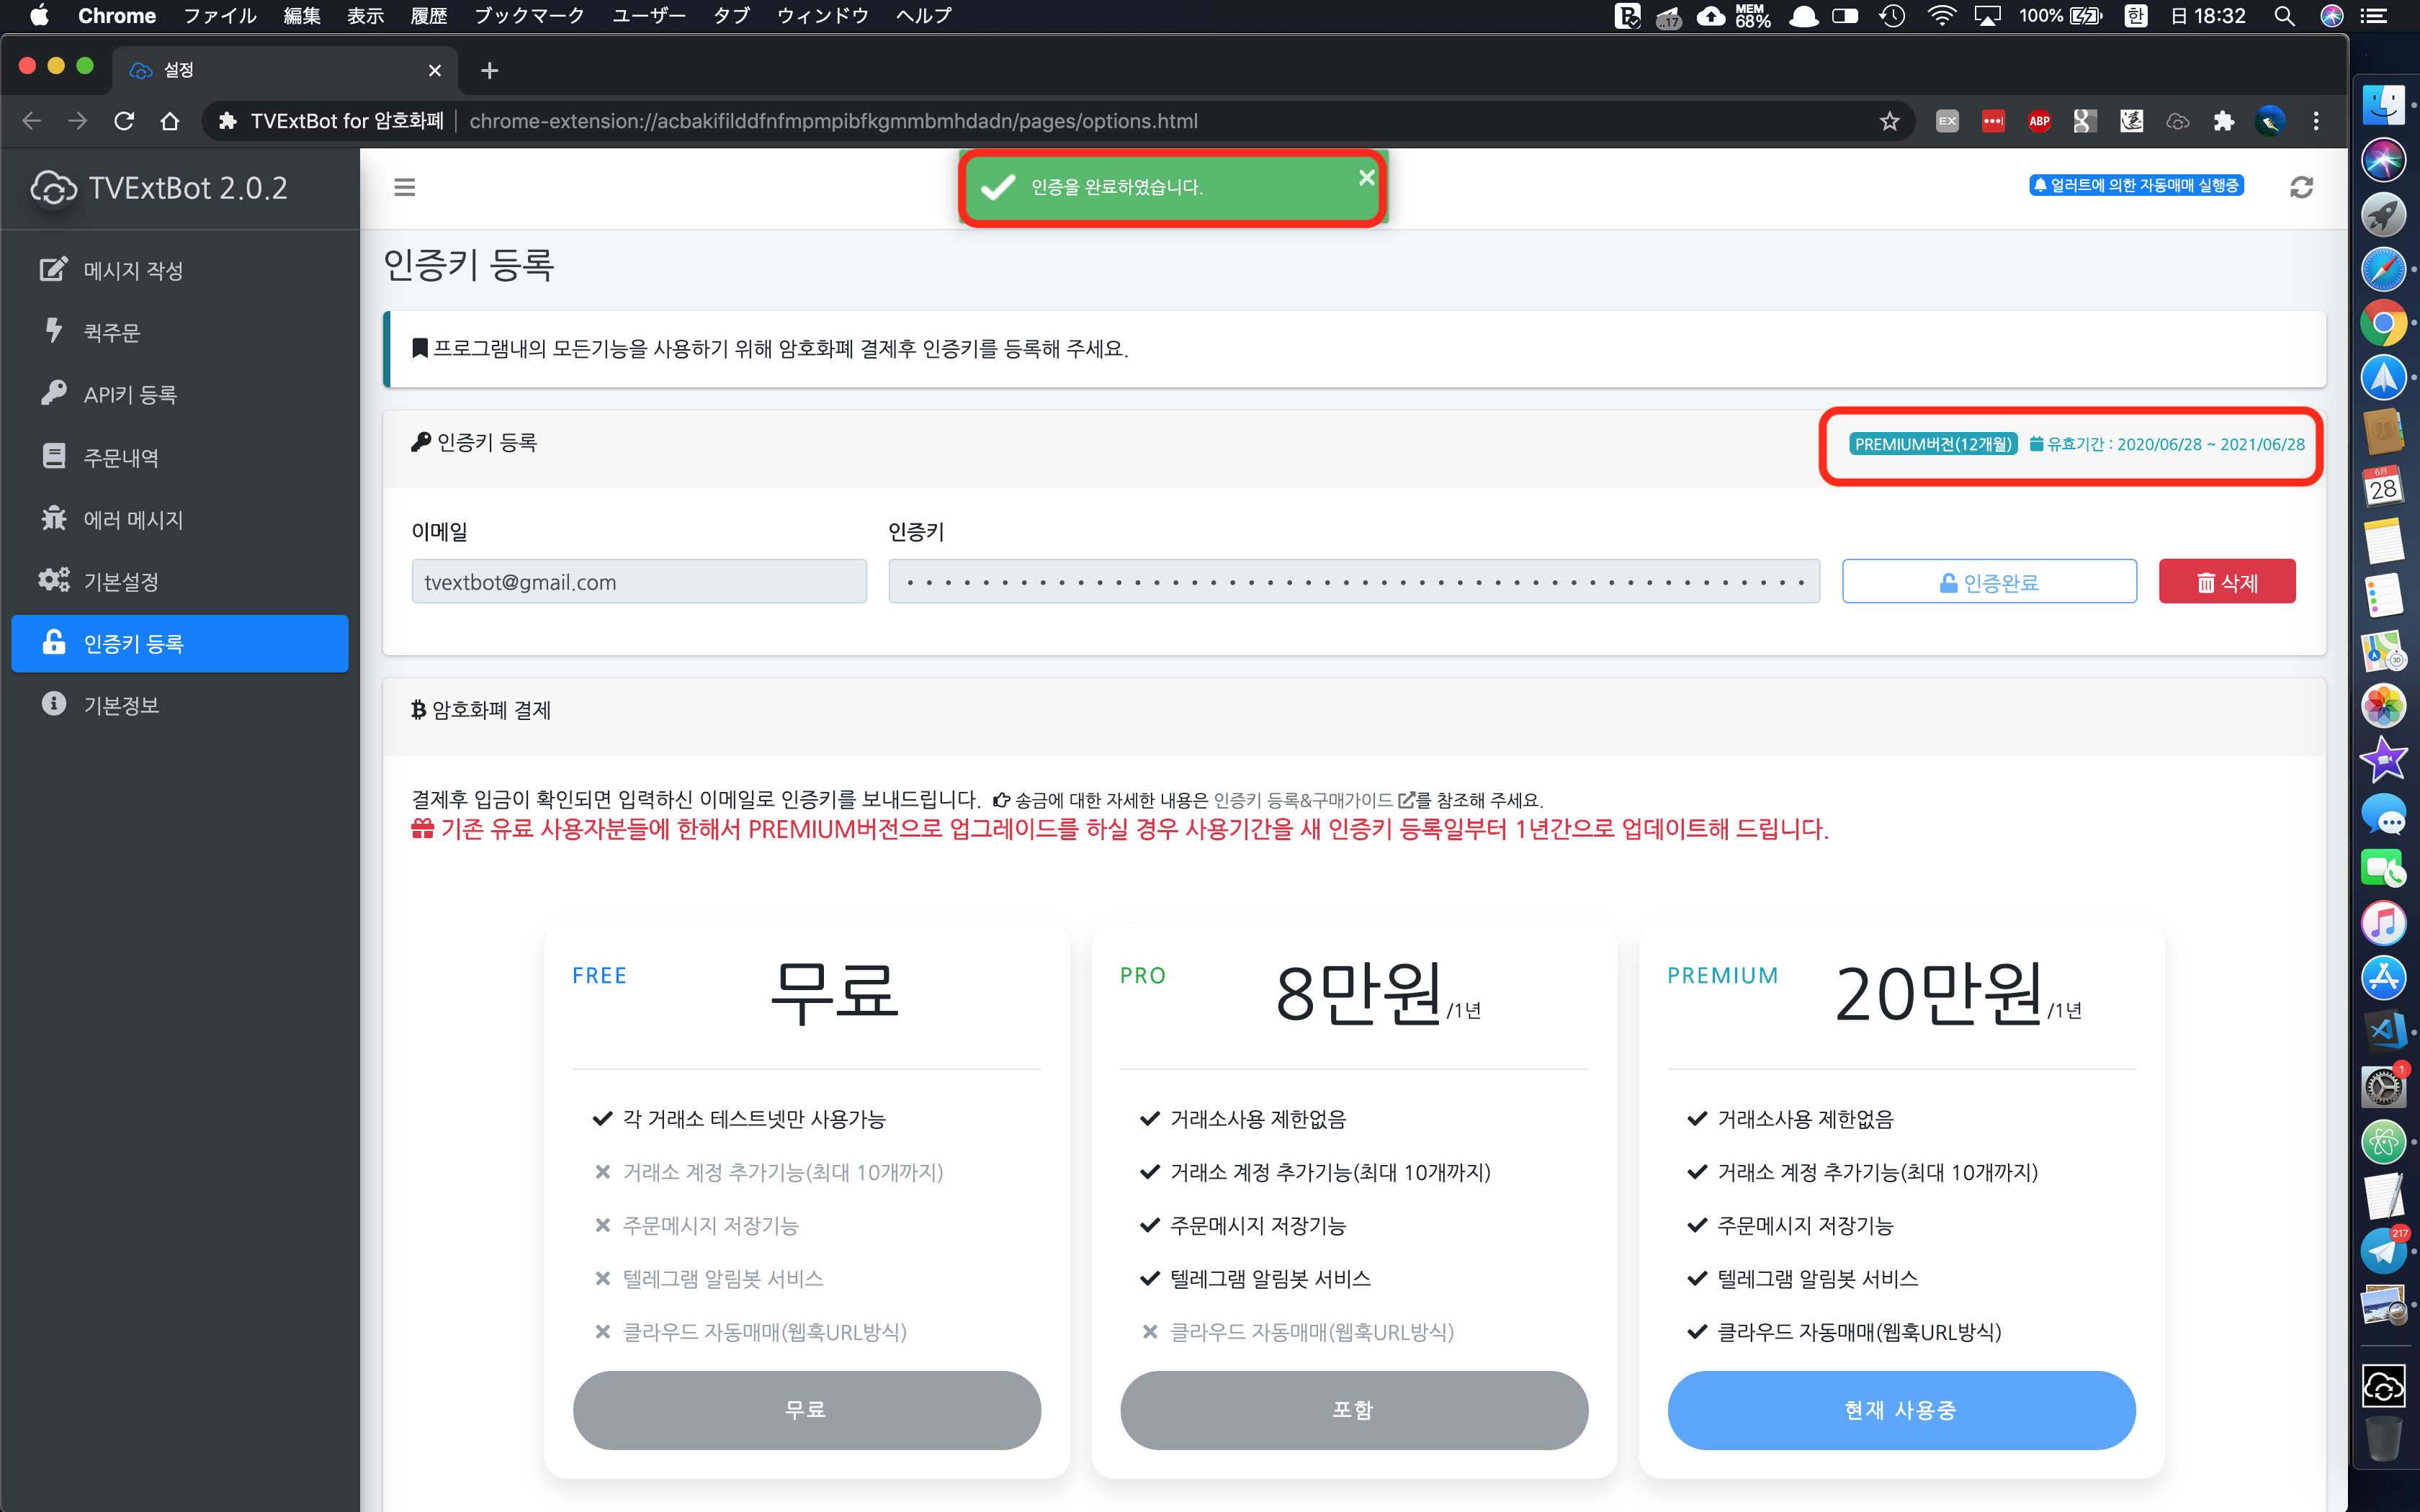 Chrome ファイル 編集 表示 履歴 ブックマーク ユーザー タブ ウィンドウ ヘルプ
..17 MEM 68% 100% 한 日 18:32
설정
TVExtBot for 암호화폐 chrome-extension://acbakifilddfnfmpmpibfkgmmbmhdadn/pages/options.html
EX ABP
TVExtBot 2.0.2
인증을 완료하였습니다.
얼러트에 의한 자동매매 실행중
메시지 작성
퀵주문
API키 등록
주문내역
에러 메시지
기본설정
인증키 등록
기본정보
인증키 등록
프로그램내의 모든기능을 사용하기 위해 암호화폐 결제후 인증키를 등록해 주세요.
인증키 등록
PREMIUM버전(12개월) 유효기간 : 2020/06/28 ~ 2021/06/28
이메일 인증키
tvextbot@gmail.com 인증완료 삭제
암호화폐 결제
결제후 입금이 확인되면 입력하신 이메일로 인증키를 보내드립니다. 송금에 대한 자세한 내용은 인증키 등록&구매가이드 를 참조해 주세요.
기존 유료 사용자분들에 한해서 PREMIUM버전으로 업그레이드를 하실 경우 사용기간을 새 인증키 등록일부터 1년간으로 업데이트해 드립니다.
FREE 무료
각 거래소 테스트넷만 사용가능
거래소 계정 추가기능(최대 10개까지)
주문메시지 저장기능
텔레그램 알림봇 서비스
클라우드 자동매매(웹훅URL방식)
무료
PRO 8만원/1년
거래소사용 제한없음
거래소 계정 추가기능(최대 10개까지)
주문메시지 저장기능
텔레그램 알림봇 서비스
클라우드 자동매매(웹훅URL방식)
포함
PREMIUM 20만원/1년
거래소사용 제한없음
거래소 계정 추가기능(최대 10개까지)
주문메시지 저장기능
텔레그램 알림봇 서비스
클라우드 자동매매(웹훅URL방식)
현재 사용중
6月
28
3D
1
217